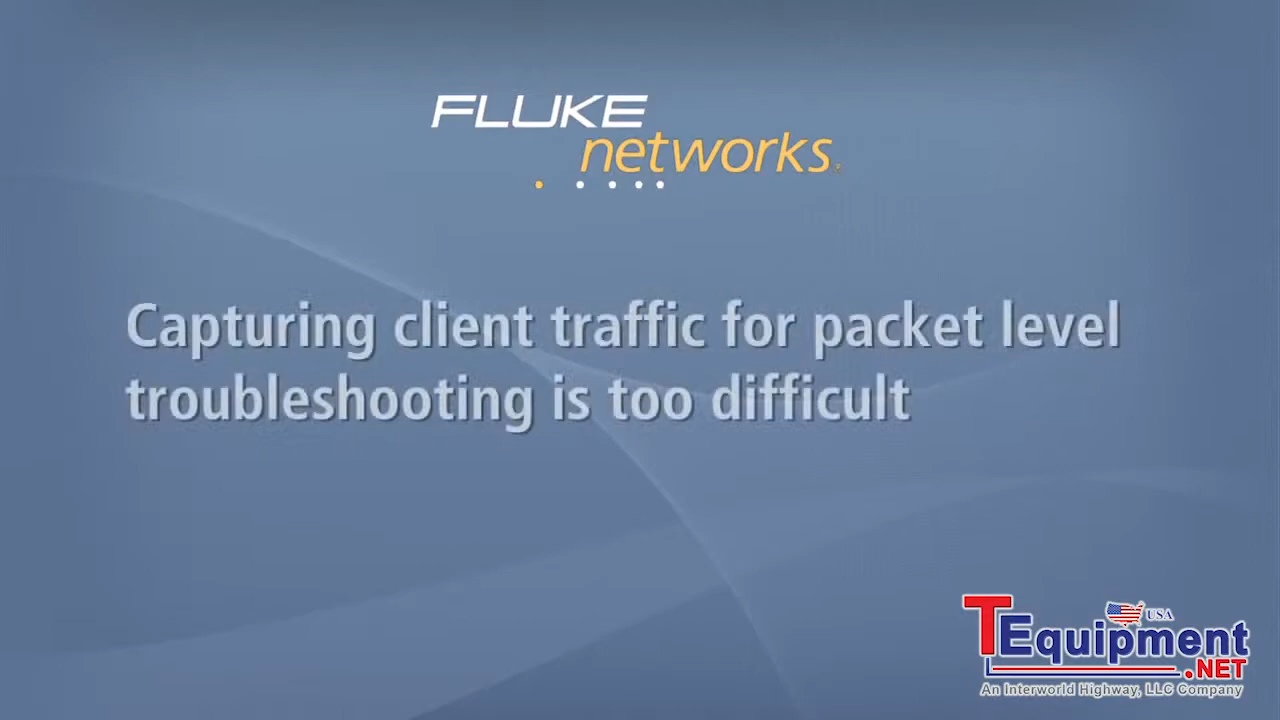 FLUKE
networks.
Capturing client traffic for packet level
troubleshooting is too difficult
USA
TEquipment
.NET
An Interworld Highway, LLC Company